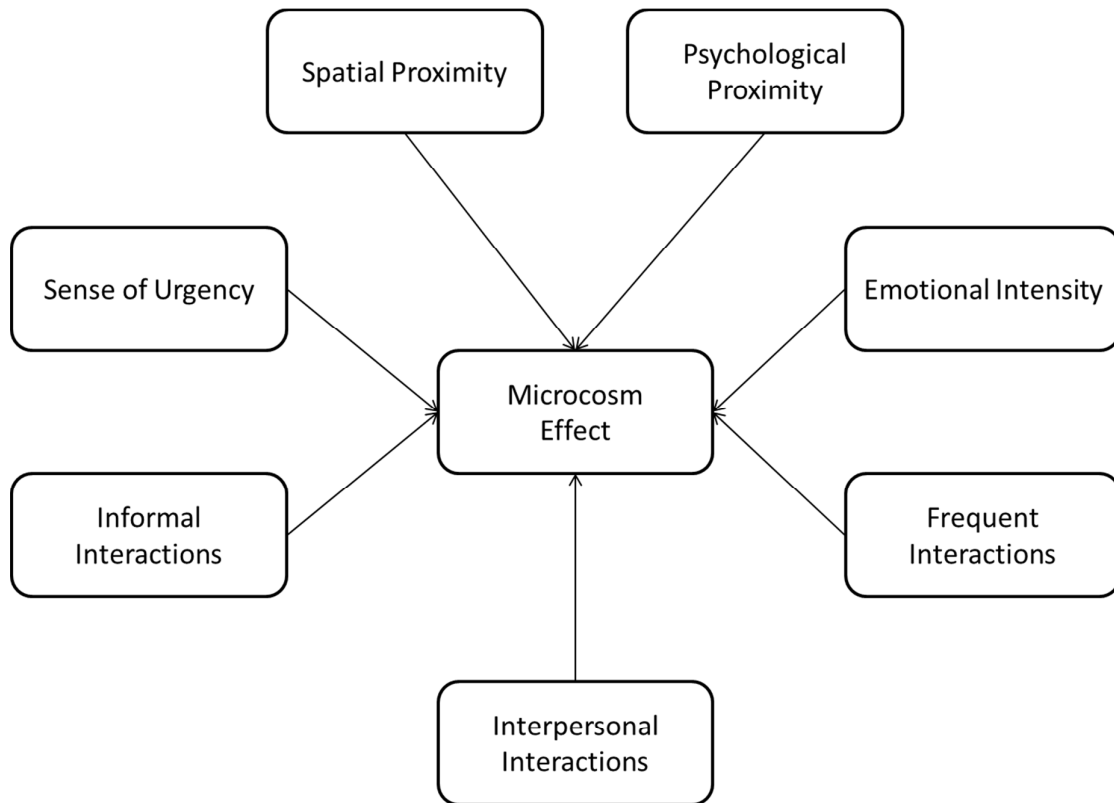 Spatial Proximity
Psychological
Proximity
Sense of Urgency
Emotional Intensity
Microcosm
Effect
Informal
Interactions
Frequent
Interactions
Interpersonal
Interactions